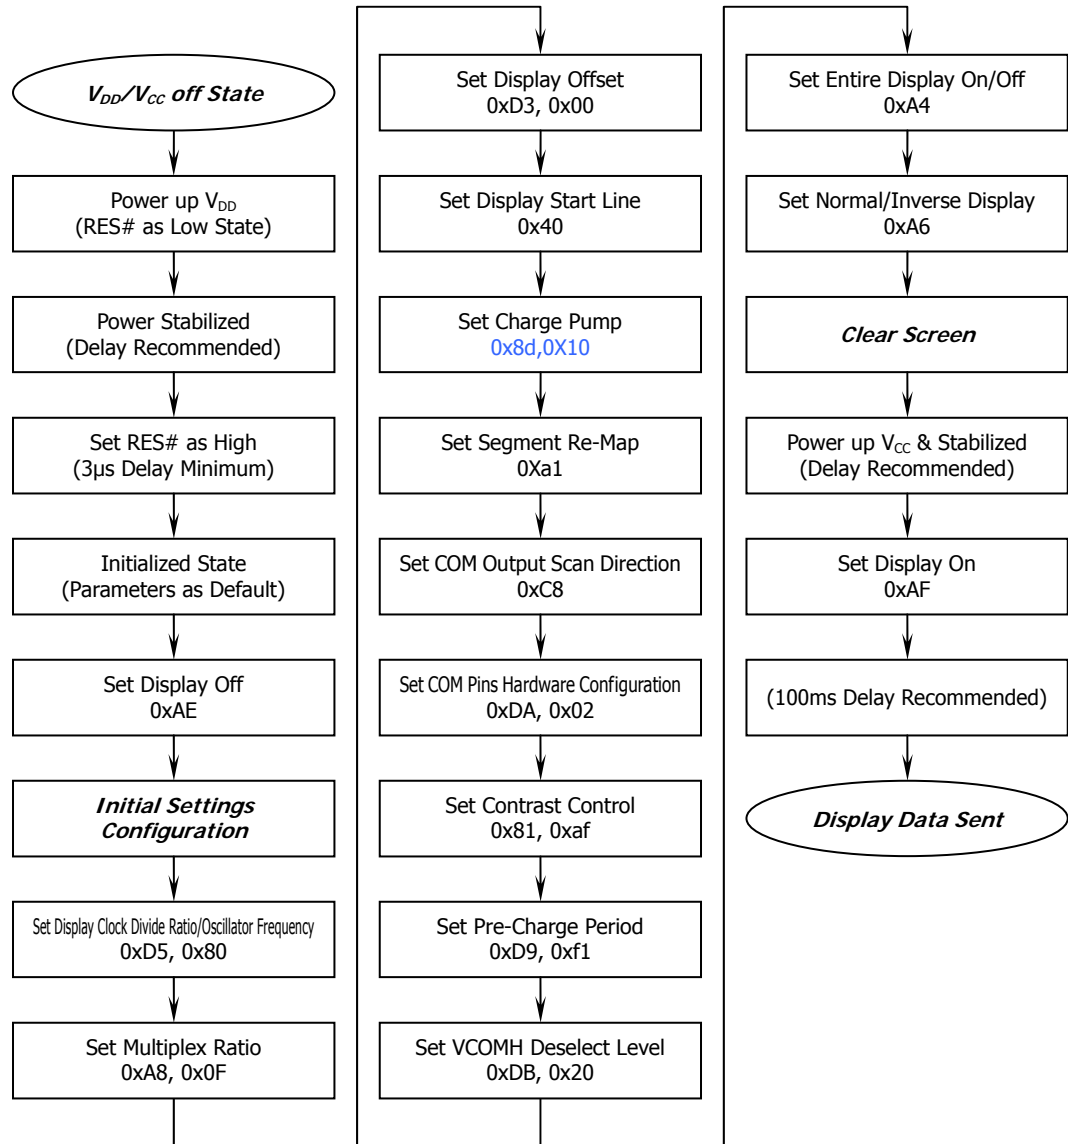 V_DD/V_CC off State
Power up V_DD
(RES# as Low State)
Power Stabilized
(Delay Recommended)
Set RES# as High
(3μs Delay Minimum)
Initialized State
(Parameters as Default)
Set Display Off
0xAE
Initial Settings
Configuration
Set Display Clock Divide Ratio/Oscillator Frequency
0xD5, 0x80
Set Multiplex Ratio
0xA8, 0x0F
Set Display Offset
0xD3, 0x00
Set Display Start Line
0x40
Set Charge Pump
0x8d,0X10
Set Segment Re-Map
0Xa1
Set COM Output Scan Direction
0xC8
Set COM Pins Hardware Configuration
0xDA, 0x02
Set Contrast Control
0x81, 0xaf
Set Pre-Charge Period
0xD9, 0xf1
Set VCOMH Deselect Level
0xDB, 0x20
Set Entire Display On/Off
0xA4
Set Normal/Inverse Display
0xA6
Clear Screen
Power up V_CC & Stabilized
(Delay Recommended)
Set Display On
0xAF
(100ms Delay Recommended)
Display Data Sent